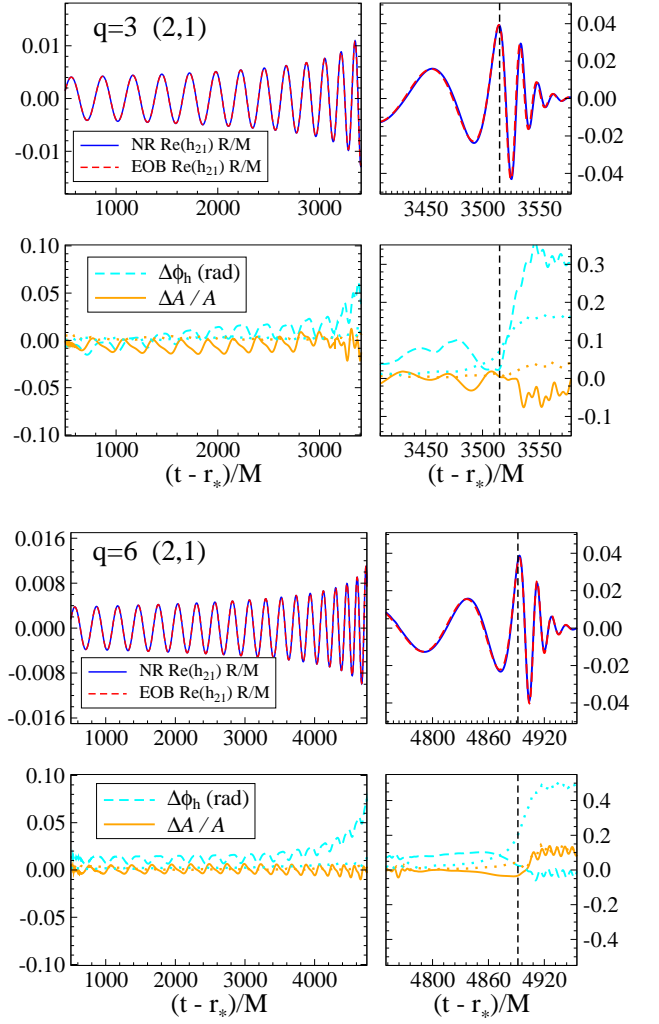 q=3 (2,1)
0.01
0.00
-0.01
NR Re(h₂₁) R/M
EOB Re(h₂₁) R/M
1000 2000 3000
0.04
0.02
0.00
-0.02
-0.04
3450 3500 3550
0.10
0.05
0.00
-0.05
-0.10
Δϕₕ (rad)
ΔA / A
1000 2000 3000
(t - r*)/M
0.3
0.2
0.1
0.0
-0.1
3450 3500 3550
(t - r*)/M
q=6 (2,1)
0.016
0.008
0.000
-0.008
-0.016
NR Re(h₂₁) R/M
EOB Re(h₂₁) R/M
1000 2000 3000 4000
0.04
0.02
0.00
-0.02
-0.04
4800 4860 4920
0.10
0.05
0.00
-0.05
-0.10
Δϕₕ (rad)
ΔA / A
1000 2000 3000 4000
(t - r*)/M
0.4
0.2
0.0
-0.2
-0.4
4800 4860 4920
(t - r*)/M